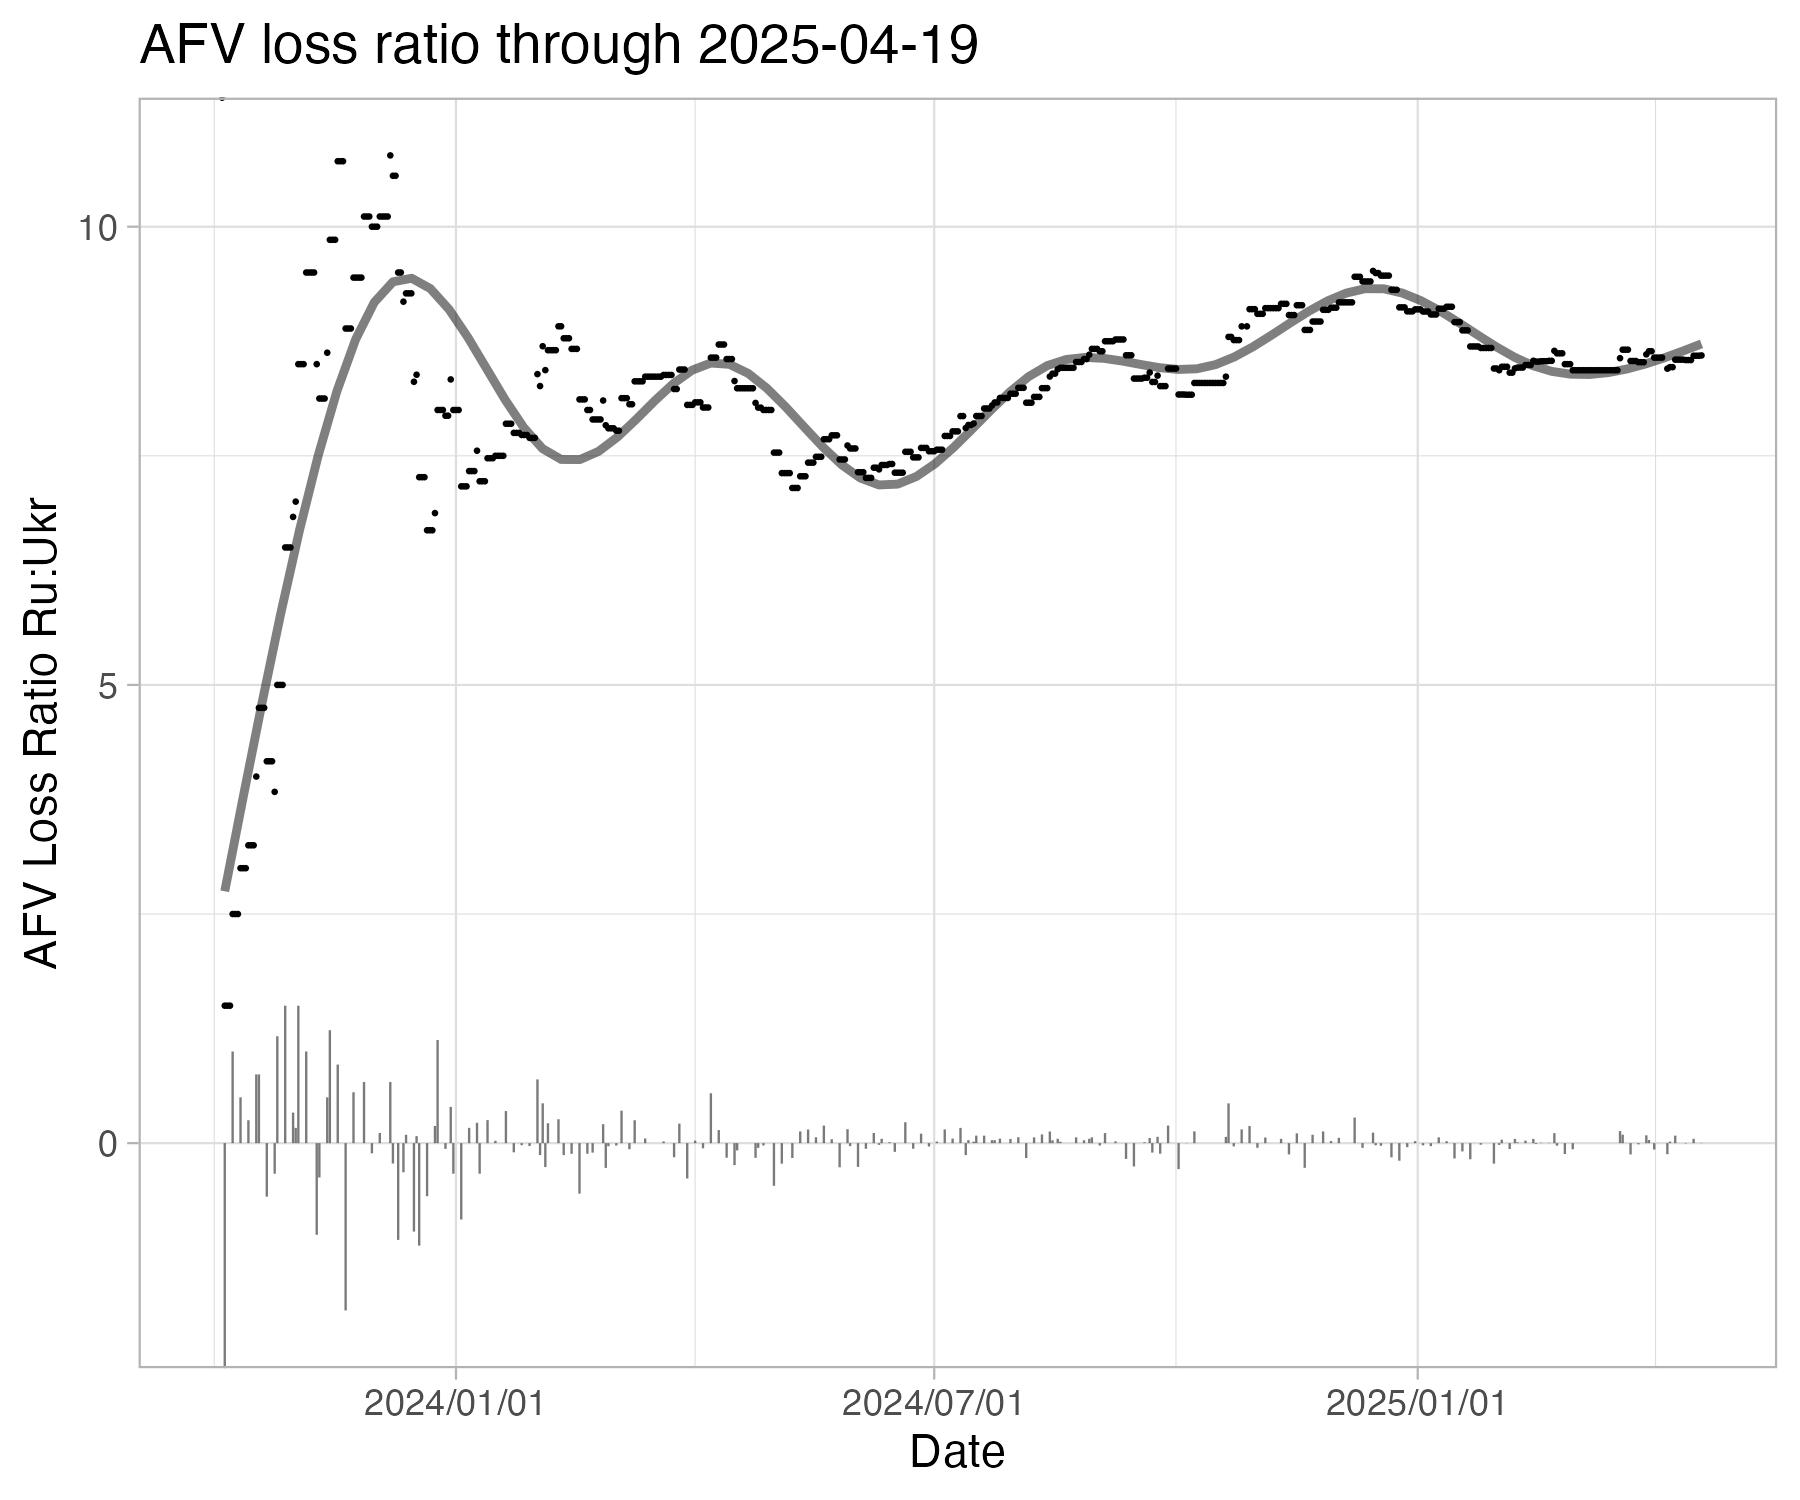 AFV loss ratio through 2025-04-19
AFV Loss Ratio Ru:Ukr
10
5
0
2024/01/01
2024/07/01
2025/01/01
Date